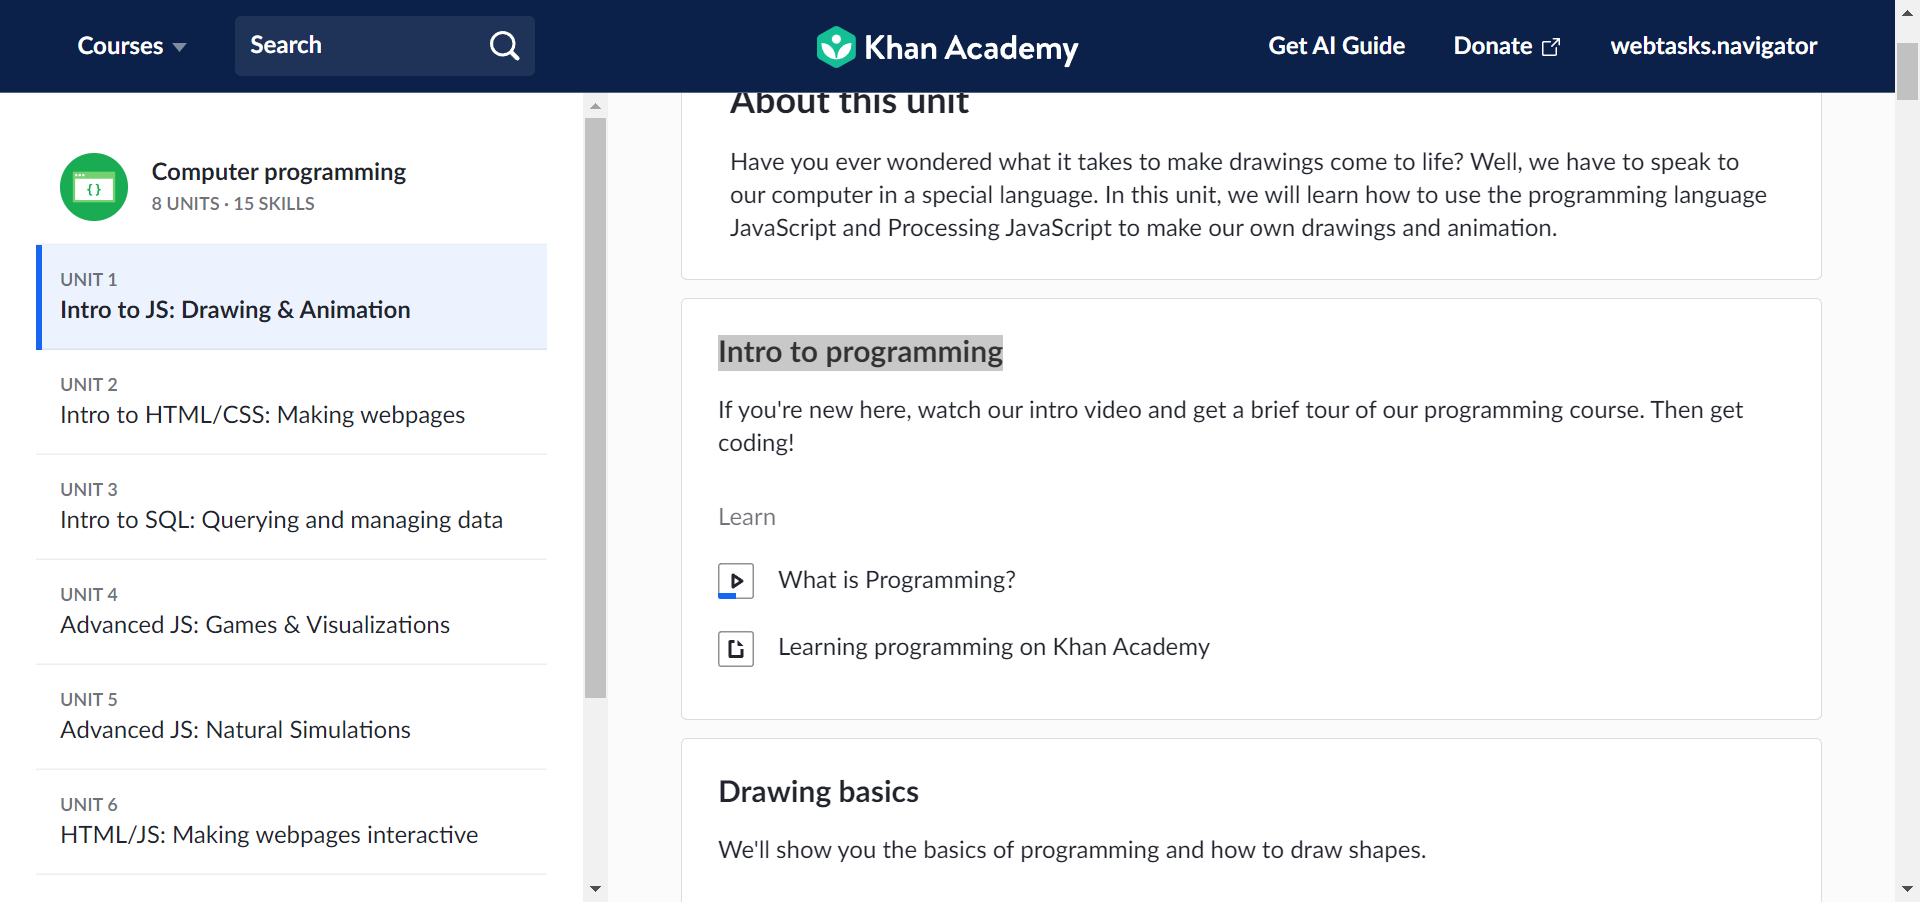 Courses
Search
Khan Academy
Get AI Guide
Donate
webtasks.navigator
Computer programming
8 UNITS · 15 SKILLS
UNIT 1
Intro to JS: Drawing & Animation
UNIT 2
Intro to HTML/CSS: Making webpages
UNIT 3
Intro to SQL: Querying and managing data
UNIT 4
Advanced JS: Games & Visualizations
UNIT 5
Advanced JS: Natural Simulations
UNIT 6
HTML/JS: Making webpages interactive
About this unit
Have you ever wondered what it takes to make drawings come to life? Well, we have to speak to
our computer in a special language. In this unit, we will learn how to use the programming language
JavaScript and Processing JavaScript to make our own drawings and animation.
Intro to programming
If you're new here, watch our intro video and get a brief tour of our programming course. Then get
coding!
Learn
What is Programming?
Learning programming on Khan Academy
Drawing basics
We'll show you the basics of programming and how to draw shapes.